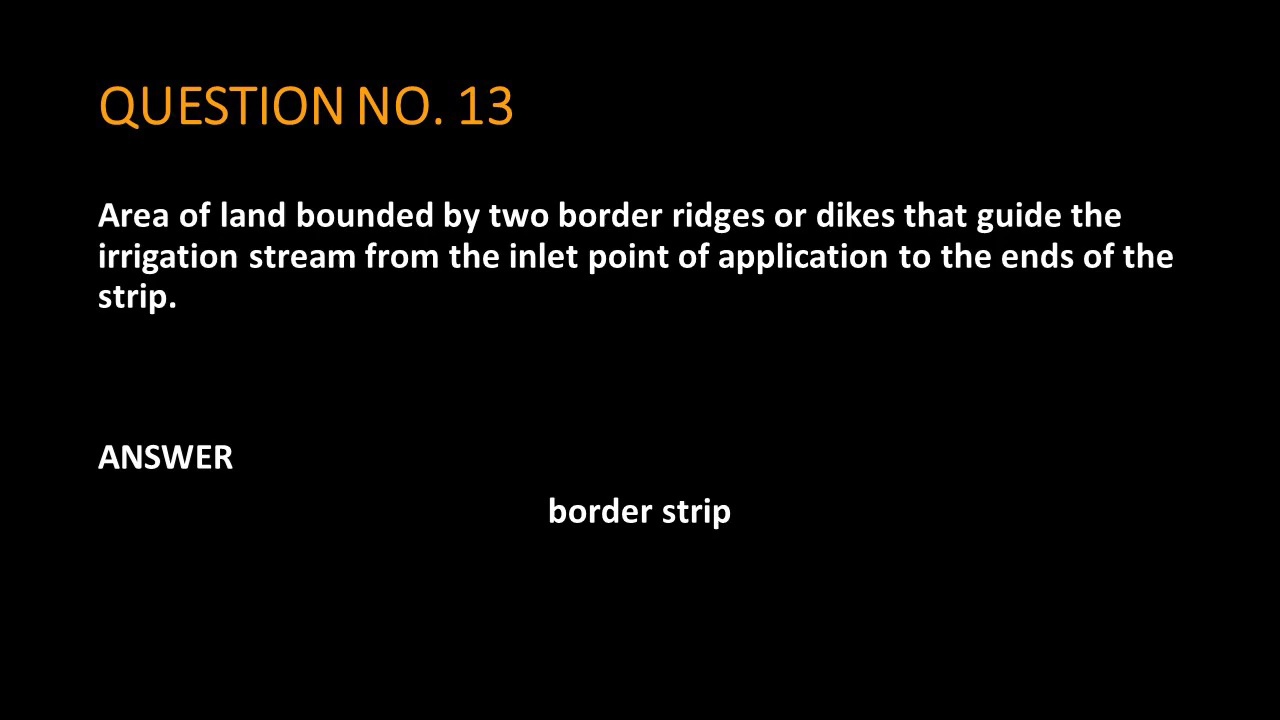 QUESTION NO. 13
Area of land bounded by two border ridges or dikes that guide the
irrigation stream from the inlet point of application to the ends of the
strip.
ANSWER
border strip